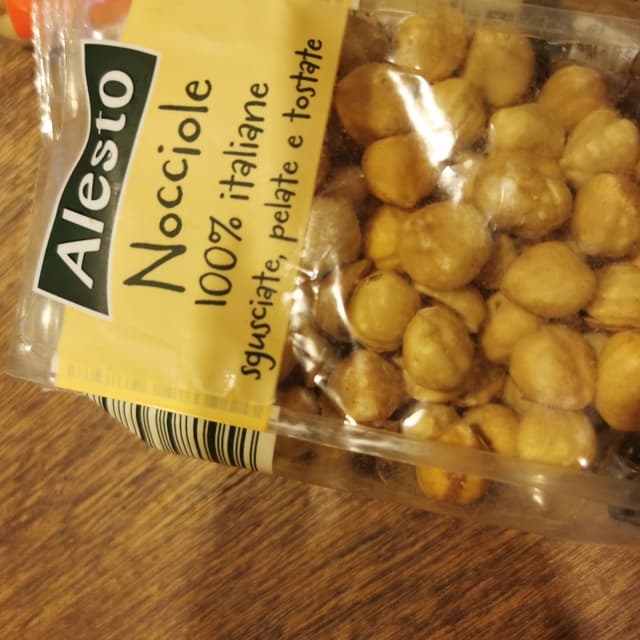 Alesto
Nocciole
100% italiane
sgusciate, pelate e tostate